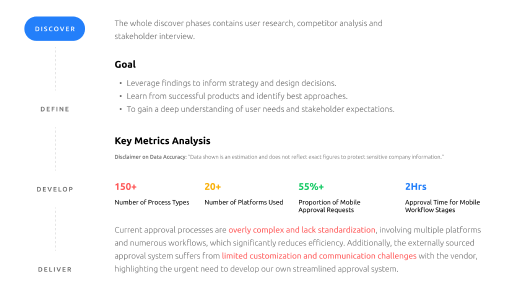 DISCOVER
The whole discover phases contains user research, competitor analysis and
stakeholder interview.
Goal
• Leverage findings to inform strategy and design decisions.
• Learn from successful products and identify best approaches.
• To gain a deep understanding of user needs and stakeholder expectations.
DEFINE
Key Metrics Analysis
Disclaimer on Data Accuracy: "Data shown is an estimation and does not reflect exact figures to protect sensitive company information."
DEVELOP
150+ 20+ 55%+ 2Hrs
Number of Process Types Number of Platforms Used Proportion of Mobile Approval Time for Mobile
Approval Requests Workflow Stages
Current approval processes are overly complex and lack standardization, involving multiple platforms
and numerous workflows, which significantly reduces efficiency. Additionally, the externally sourced
approval system suffers from limited customization and communication challenges with the vendor,
highlighting the urgent need to develop our own streamlined approval system.
DELIVER